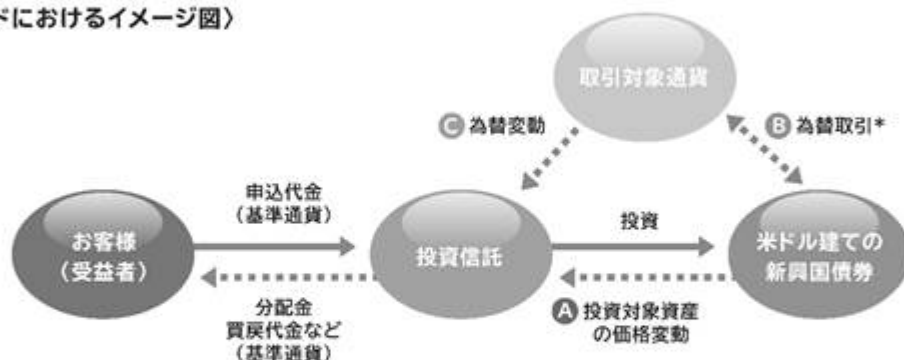 ドにおけるイメージ図〉
取引対象通貨
C 為替変動
B 為替取引*
申込代金
（基準通貨）
投資
お客様
（受益者）
投資信託
米ドル建ての
新興国債券
分配金
買戻代金など
（基準通貨）
A 投資対象資産
の価格変動